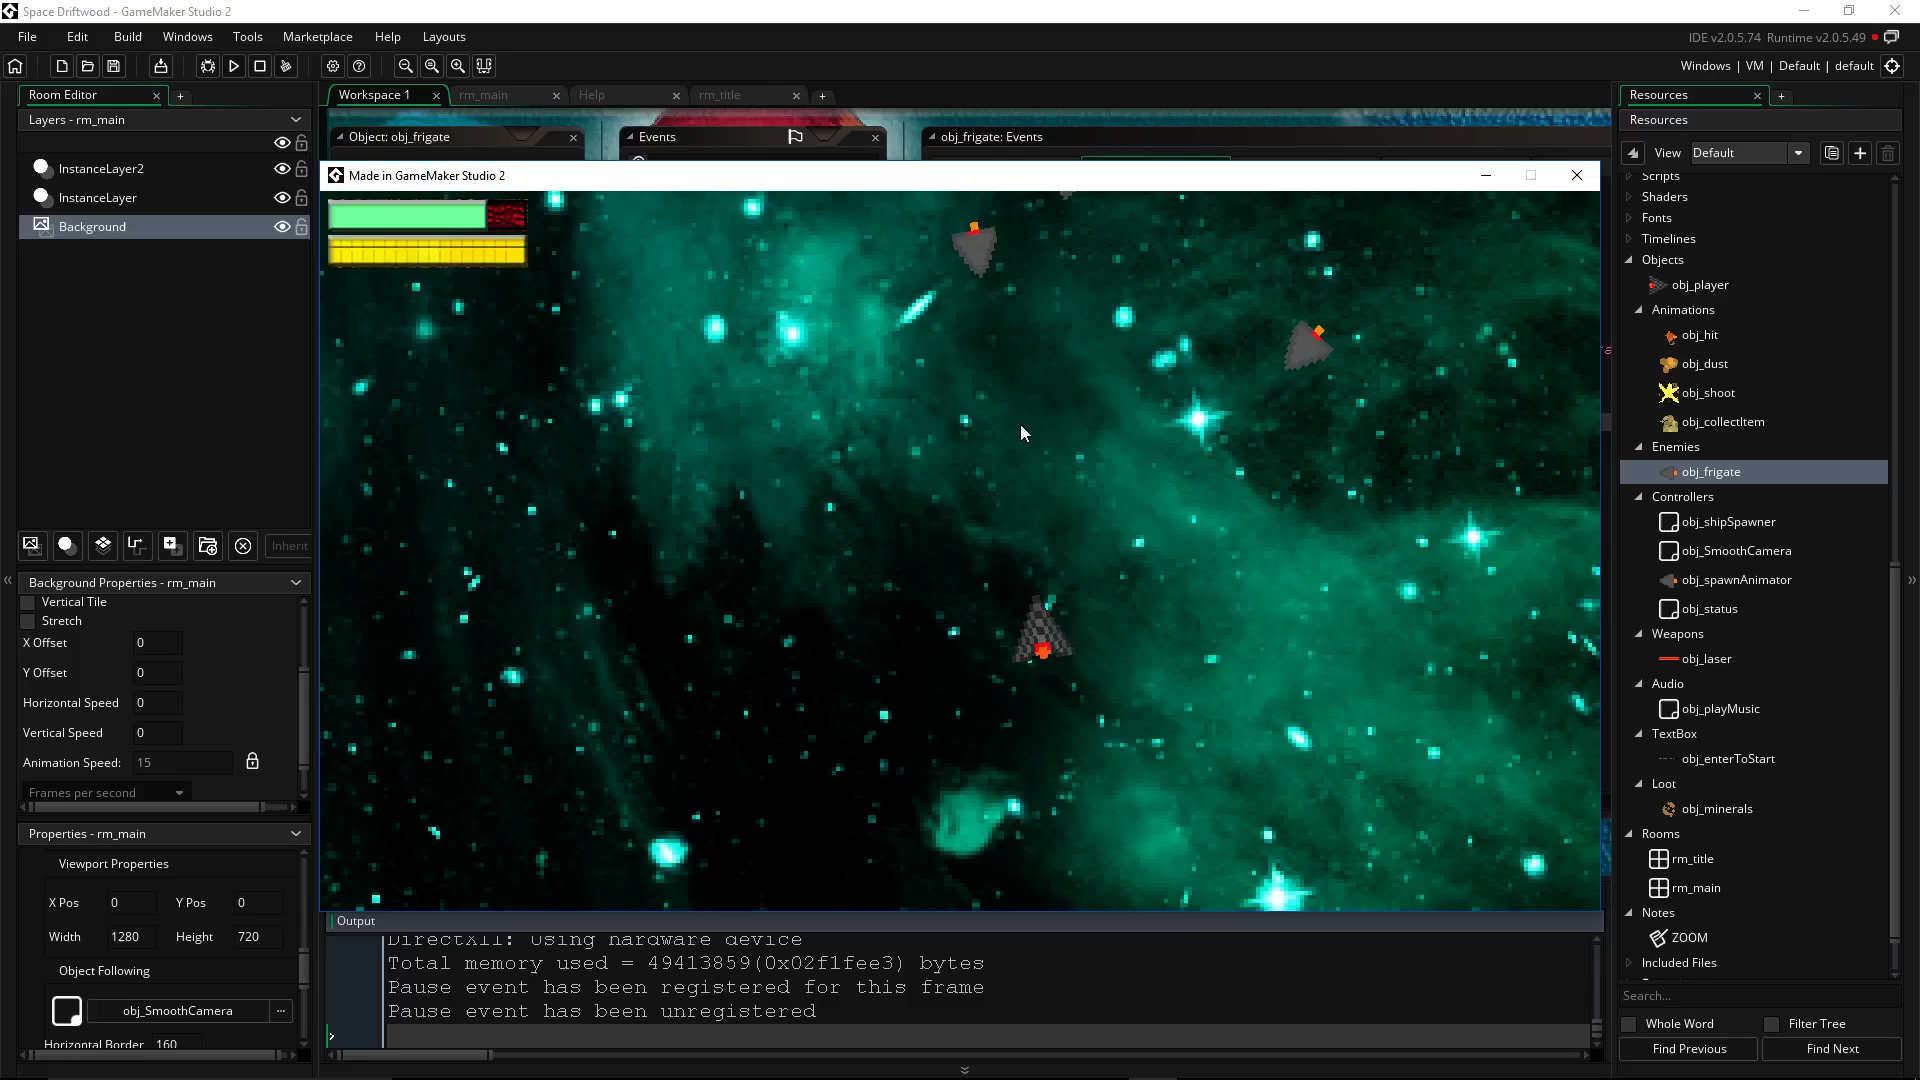 Space Driftwood - GameMaker Studio 2
File Edit Build Windows Tools Marketplace Help Layouts
IDE v2.0.5.74 Runtime v2.0.5.49
Windows | VM | Default | default
Room Editor
Layers - rm_main
InstanceLayer2
InstanceLayer
Background
Inherit
Background Properties - rm_main
Vertical Tile
Stretch
X Offset 0
Y Offset 0
Horizontal Speed 0
Vertical Speed 0
Animation Speed: 15
Frames per second
Properties - rm_main
Viewport Properties
X Pos 0 Y Pos 0
Width 1280 Height 720
Object Following
obj_SmoothCamera ...
Horizontal Border 160
Workspace 1 rm_main Help rm_title
Object: obj_frigate
Events
obj_frigate: Events
Made in GameMaker Studio 2
Output
DirectX11: Using hardware device
Total memory used = 49413859(0x02f1fee3) bytes
Pause event has been registered for this frame
Pause event has been unregistered
Resources
Resources
View Default
Scripts
Shaders
Fonts
Timelines
Objects
obj_player
Animations
obj_hit
obj_dust
obj_shoot
obj_collectItem
Enemies
obj_frigate
Controllers
obj_shipSpawner
obj_SmoothCamera
obj_spawnAnimator
obj_status
Weapons
obj_laser
Audio
obj_playMusic
TextBox
obj_enterToStart
Loot
obj_minerals
Rooms
rm_title
rm_main
Notes
ZOOM
Included Files
Search...
Whole Word Filter Tree
Find Previous Find Next